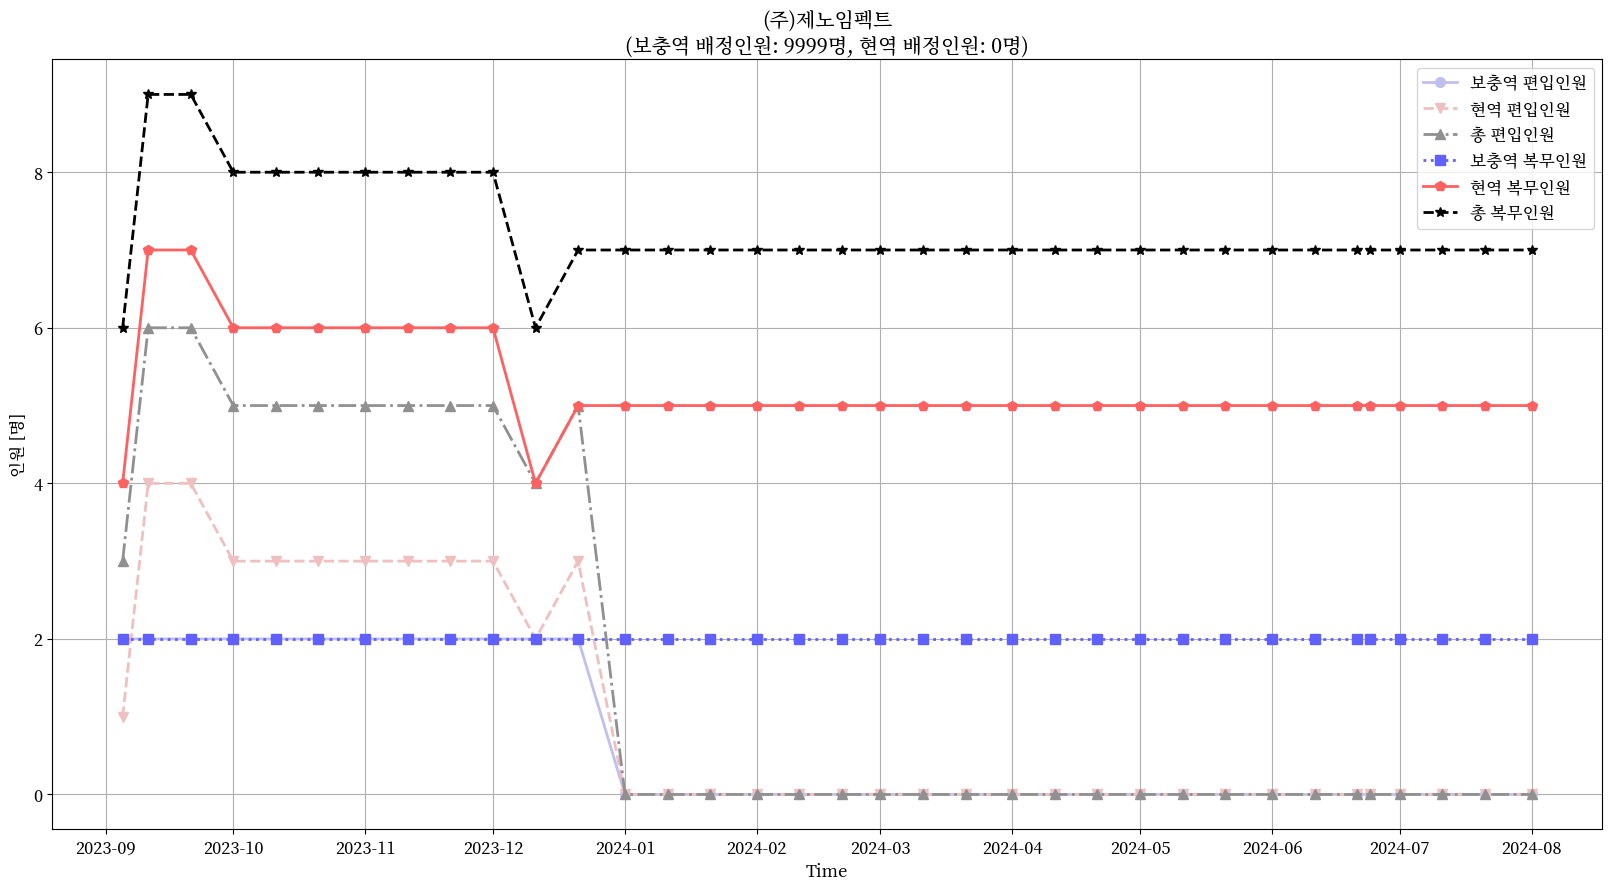 (주)제노임펙트
(보충역 배정인원: 9999명, 현역 배정인원: 0명)
보충역 편입인원
현역 편입인원
총 편입인원
보충역 복무인원
현역 복무인원
총 복무인원
인원 [명]
8
6
4
2
0
2023-09
2023-10
2023-11
2023-12
2024-01
2024-02
2024-03
2024-04
2024-05
2024-06
2024-07
2024-08
Time